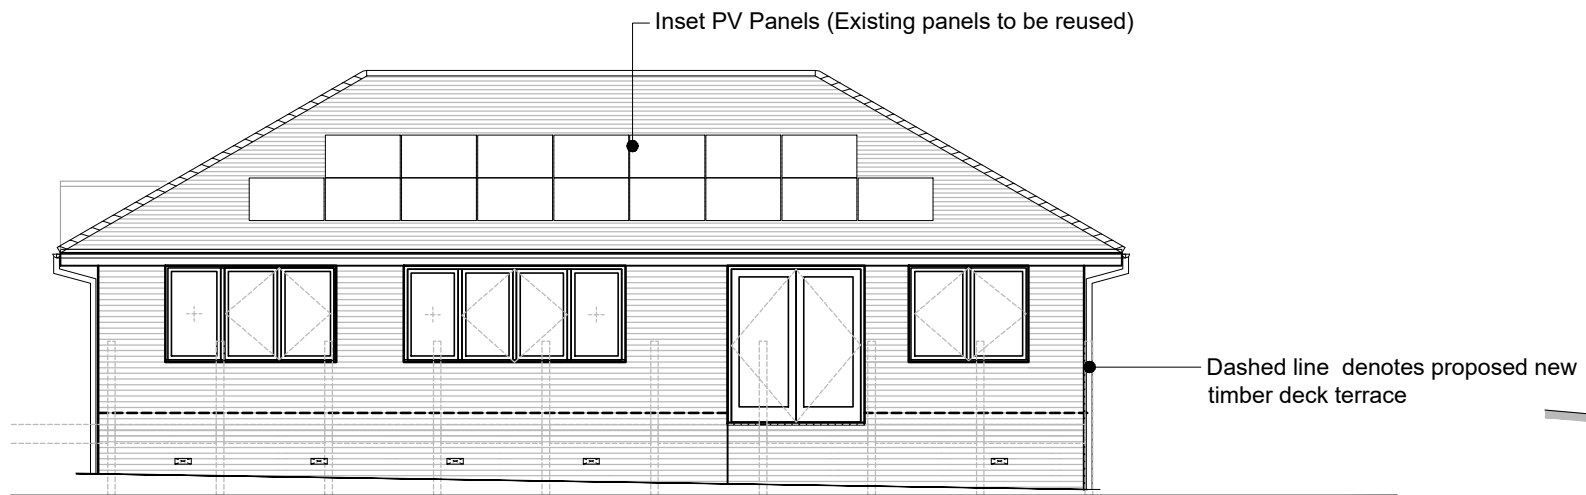 Inset PV Panels (Existing panels to be reused)
Dashed line  denotes proposed new
timber deck terrace